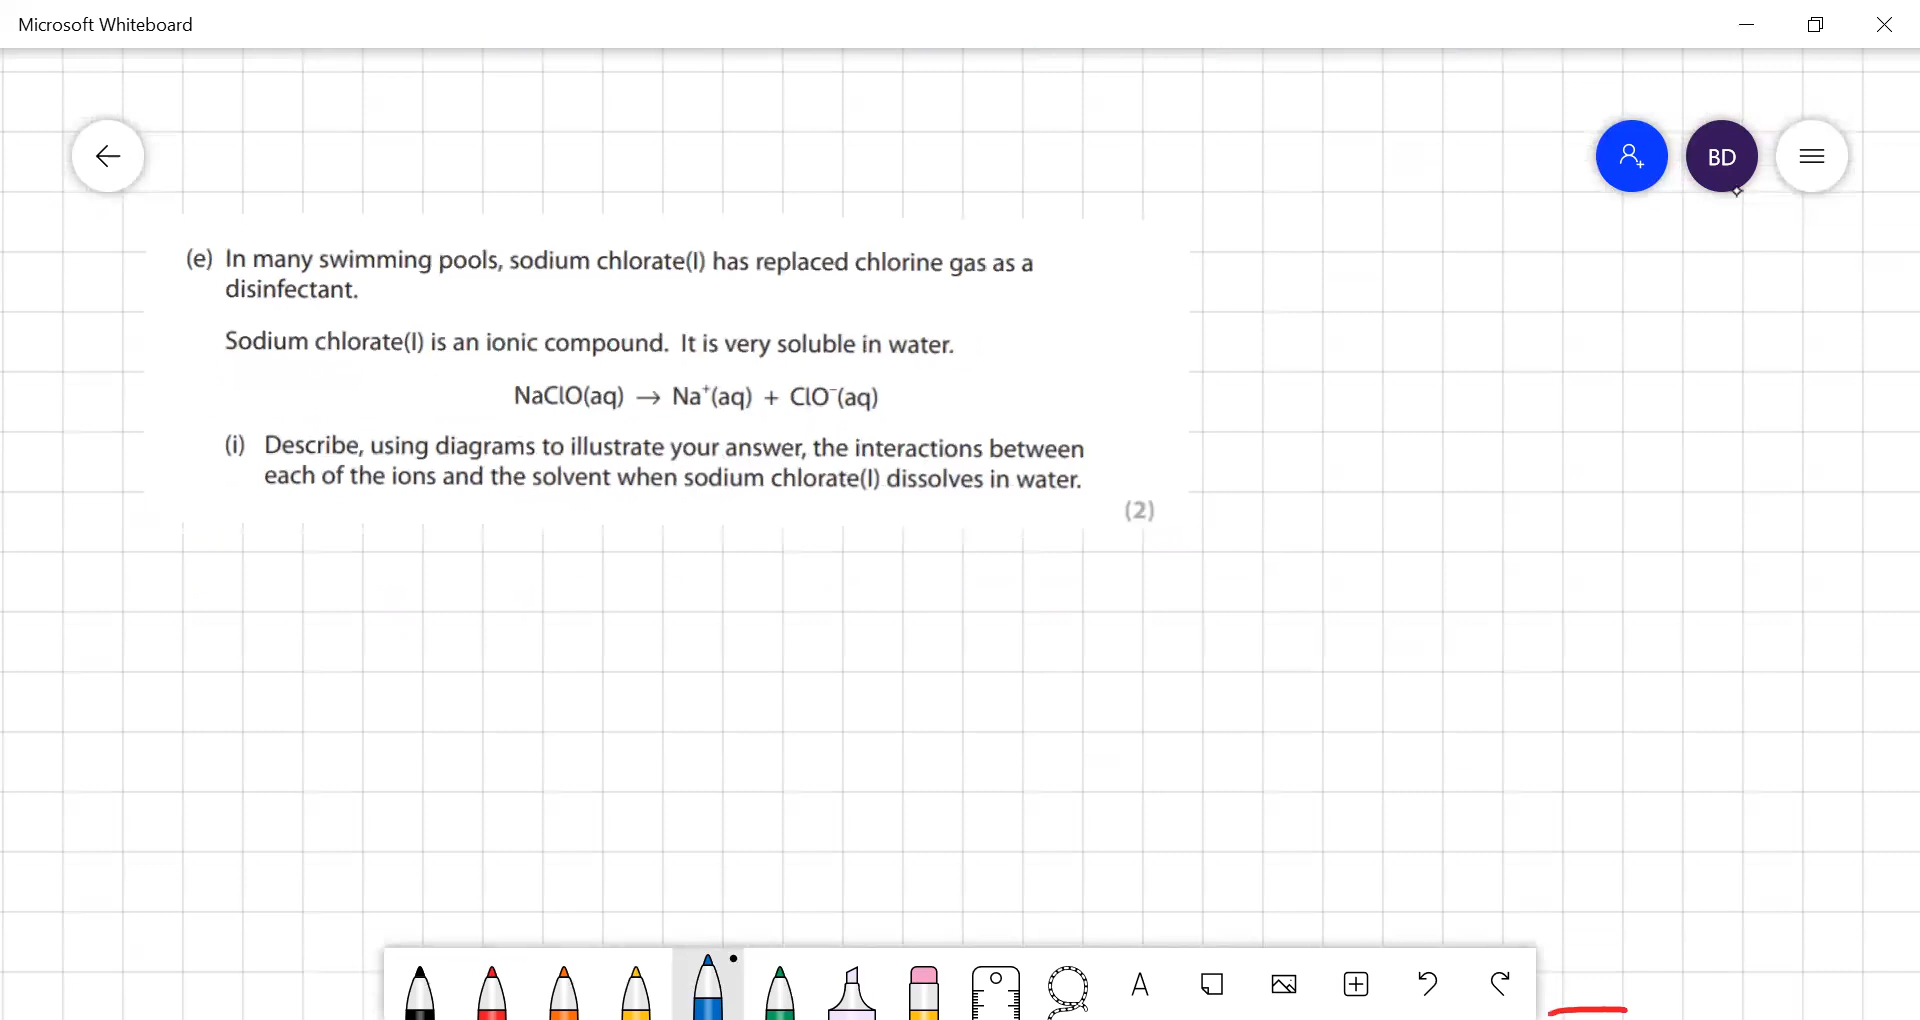 Microsoft Whiteboard
BD
(e) In many swimming pools, sodium chlorate(I) has replaced chlorine gas as a
disinfectant.
Sodium chlorate(I) is an ionic compound. It is very soluble in water.
NaClO(aq) → Na⁺(aq) + ClO⁻(aq)
(i) Describe, using diagrams to illustrate your answer, the interactions between
each of the ions and the solvent when sodium chlorate(I) dissolves in water.
(2)
A